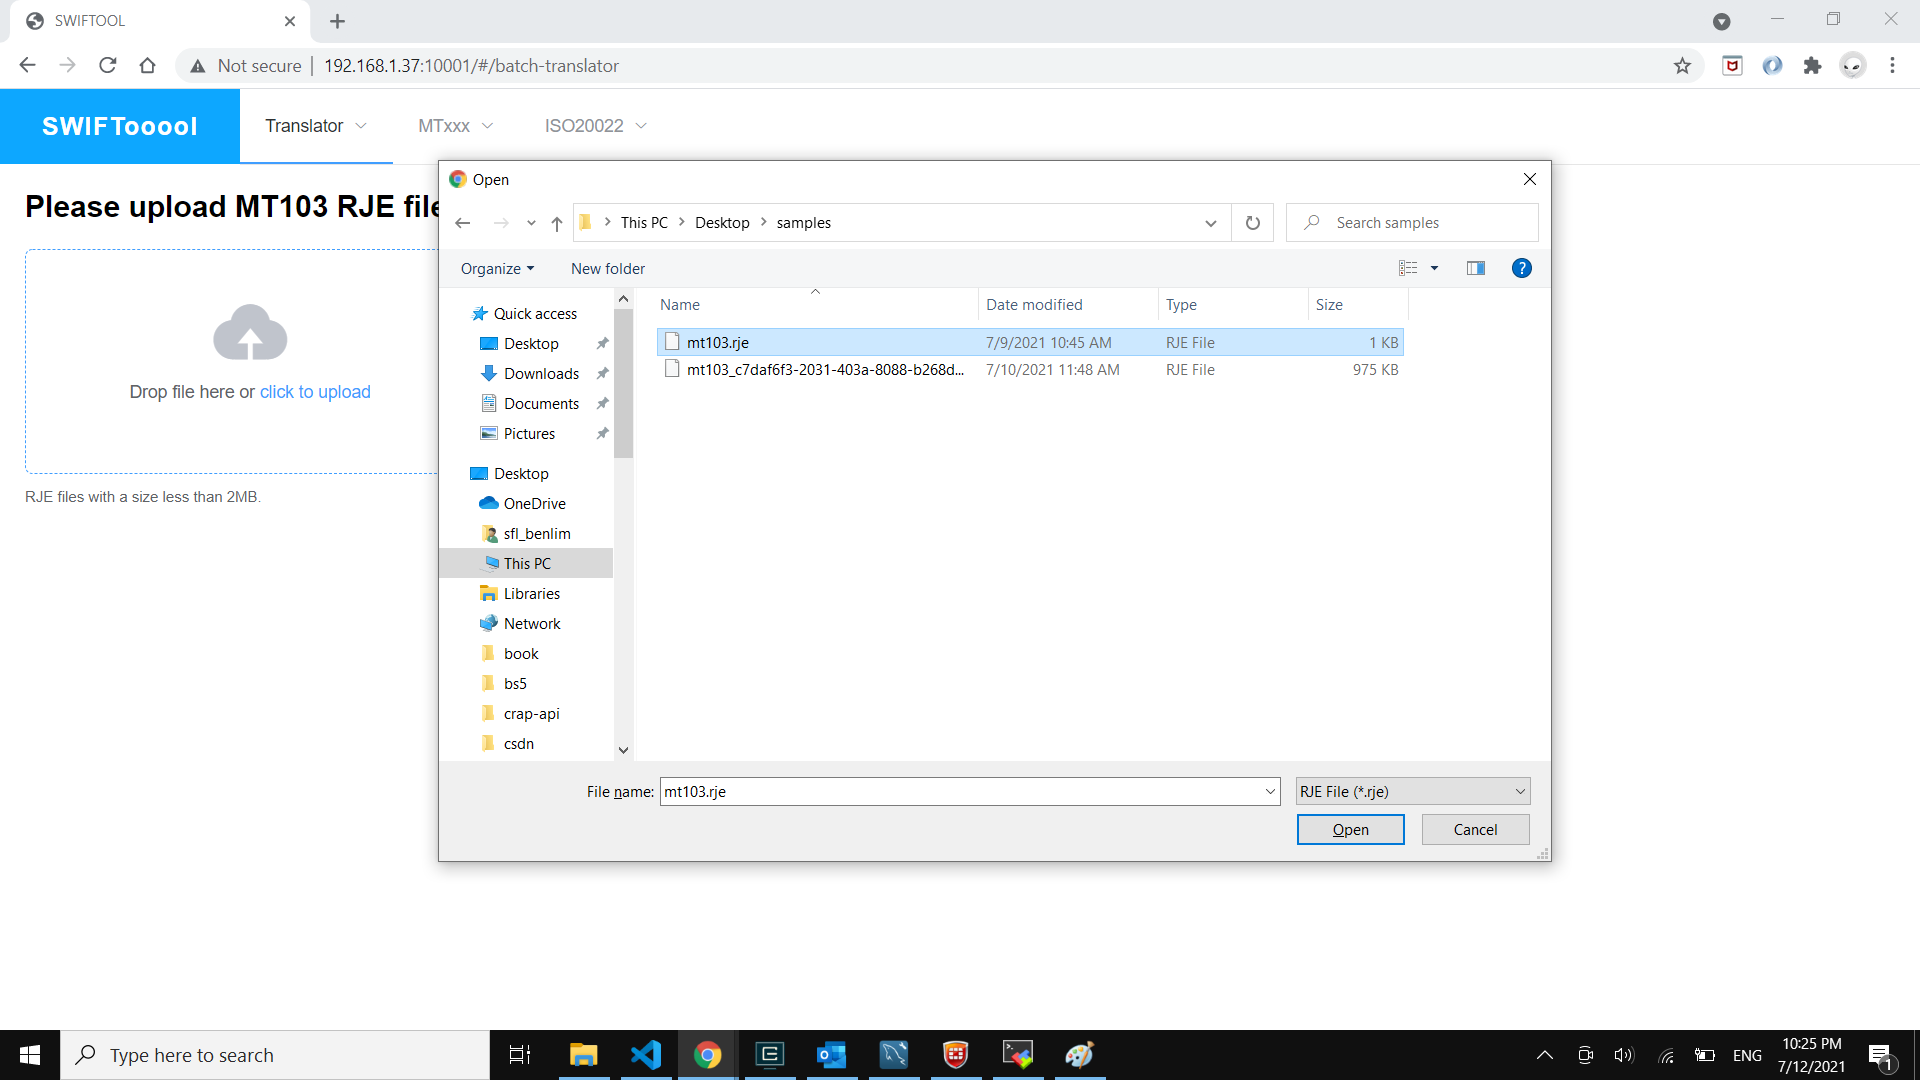 SWIFTOOL
Not secure
192.168.1.37:10001/#/batch-translator
SWIFTooool
Translator
MTxxx
ISO20022
Please upload MT103 RJE file
Drop file here or click to upload
RJE files with a size less than 2MB.
Open
This PC
Desktop
samples
Search samples
Organize
New folder
Quick access
Desktop
Downloads
Documents
Pictures
Desktop
OneDrive
sfl_benlim
This PC
Libraries
Network
book
bs5
crap-api
csdn
Name Date modified Type Size
mt103.rje 7/9/2021 10:45 AM RJE File 1 KB
mt103_c7daf6f3-2031-403a-8088-b268d... 7/10/2021 11:48 AM RJE File 975 KB
File name: mt103.rje
RJE File (*.rje)
Open
Cancel
Type here to search
ENG
10:25 PM
7/12/2021
1